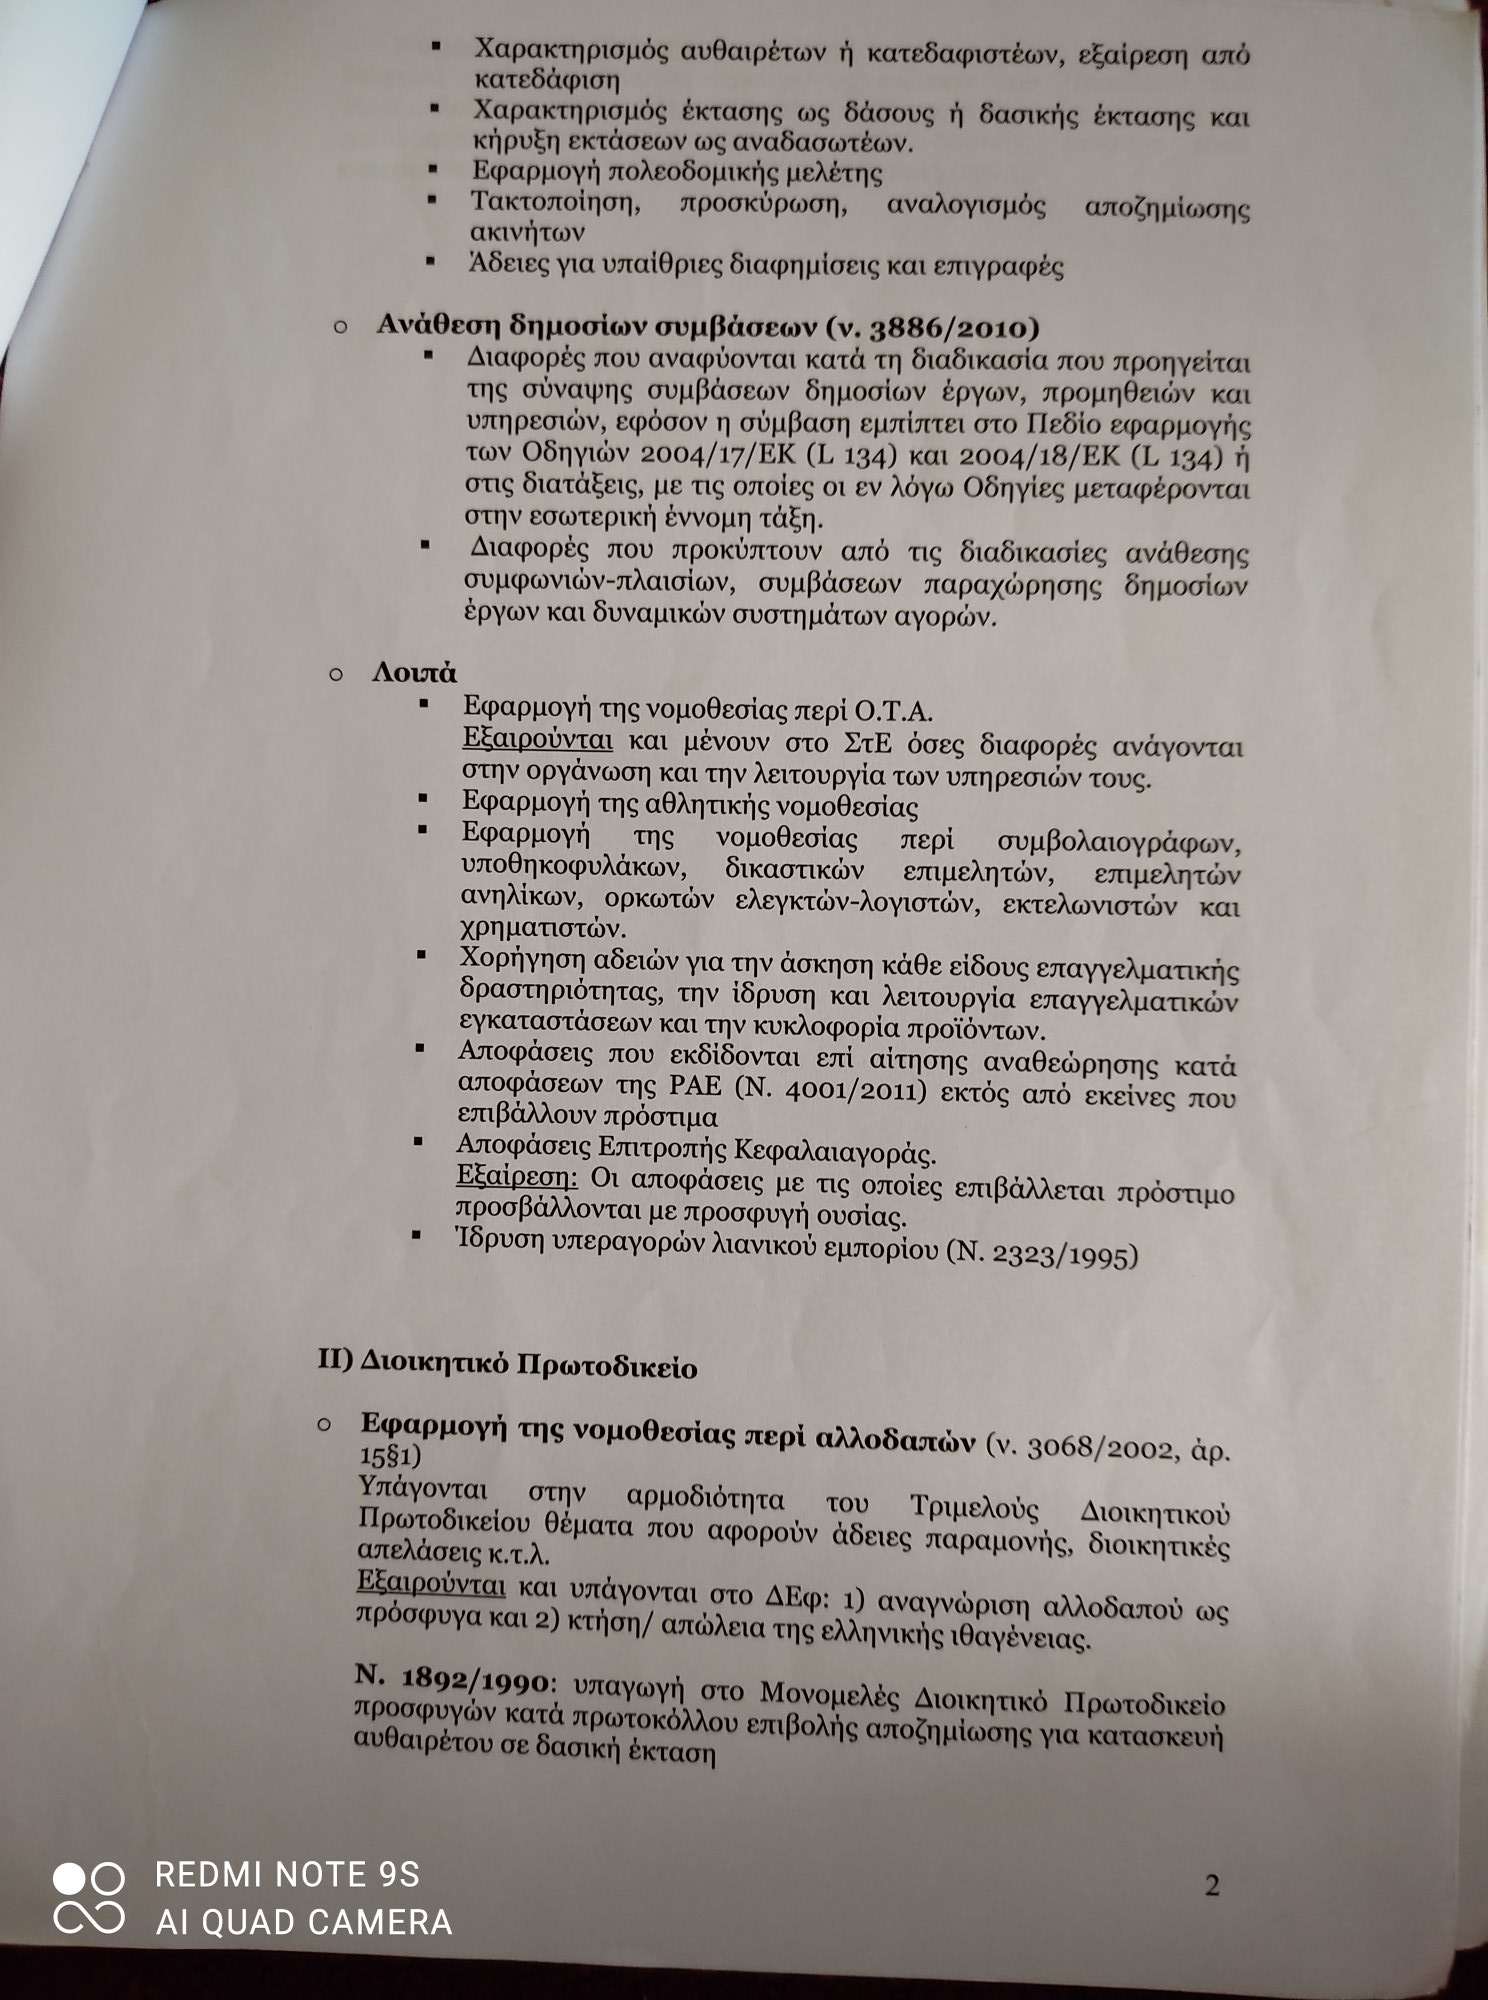 ▪ Χαρακτηρισμός αυθαιρέτων ή κατεδαφιστέων, εξαίρεση από
κατεδάφιση
▪ Χαρακτηρισμός έκτασης ως δάσους ή δασικής έκτασης και
κήρυξη εκτάσεων ως αναδασωτέων.
▪ Εφαρμογή πολεοδομικής μελέτης
▪ Τακτοποίηση, προσκύρωση, αναλογισμός αποζημίωσης
ακινήτων
▪ Άδειες για υπαίθριες διαφημίσεις και επιγραφές
o Ανάθεση δημοσίων συμβάσεων (ν. 3886/2010)
▪ Διαφορές που αναφύονται κατά τη διαδικασία που προηγείται
της σύναψης συμβάσεων δημοσίων έργων, προμηθειών και
υπηρεσιών, εφόσον η σύμβαση εμπίπτει στο Πεδίο εφαρμογής
των Οδηγιών 2004/17/ΕΚ (L 134) και 2004/18/ΕΚ (L 134) ή
στις διατάξεις, με τις οποίες οι εν λόγω Οδηγίες μεταφέρονται
στην εσωτερική έννομη τάξη.
▪ Διαφορές που προκύπτουν από τις διαδικασίες ανάθεσης
συμφωνιών-πλαισίων, συμβάσεων παραχώρησης δημοσίων
έργων και δυναμικών συστημάτων αγορών.
o Λοιπά
▪ Εφαρμογή της νομοθεσίας περί Ο.Τ.Α.
Εξαιρούνται και μένουν στο ΣτΕ όσες διαφορές ανάγονται
στην οργάνωση και την λειτουργία των υπηρεσιών τους.
▪ Εφαρμογή της αθλητικής νομοθεσίας
▪ Εφαρμογή της νομοθεσίας περί συμβολαιογράφων,
υποθηκοφυλάκων, δικαστικών επιμελητών, επιμελητών
ανηλίκων, ορκωτών ελεγκτών-λογιστών, εκτελωνιστών και
χρηματιστών.
▪ Χορήγηση αδειών για την άσκηση κάθε είδους επαγγελματικής
δραστηριότητας, την ίδρυση και λειτουργία επαγγελματικών
εγκαταστάσεων και την κυκλοφορία προϊόντων.
▪ Αποφάσεις που εκδίδονται επί αίτησης αναθεώρησης κατά
αποφάσεων της ΡΑΕ (Ν. 4001/2011) εκτός από εκείνες που
επιβάλλουν πρόστιμα
▪ Αποφάσεις Επιτροπής Κεφαλαιαγοράς.
Εξαίρεση: Οι αποφάσεις με τις οποίες επιβάλλεται πρόστιμο
προσβάλλονται με προσφυγή ουσίας.
▪ Ίδρυση υπεραγορών λιανικού εμπορίου (Ν. 2323/1995)
ΙΙ) Διοικητικό Πρωτοδικείο
o Εφαρμογή της νομοθεσίας περί αλλοδαπών (ν. 3068/2002, άρ.
15§1)
Υπάγονται στην αρμοδιότητα του Τριμελούς Διοικητικού
Πρωτοδικείου θέματα που αφορούν άδειες παραμονής, διοικητικές
απελάσεις κ.τ.λ.
Εξαιρούνται και υπάγονται στο ΔΕφ: 1) αναγνώριση αλλοδαπού ως
πρόσφυγα και 2) κτήση/ απώλεια της ελληνικής ιθαγένειας.
Ν. 1892/1990: υπαγωγή στο Μονομελές Διοικητικό Πρωτοδικείο
προσφυγών κατά πρωτοκόλλου επιβολής αποζημίωσης για κατασκευή
αυθαιρέτου σε δασική έκταση
2
REDMI NOTE 9S
AI QUAD CAMERA